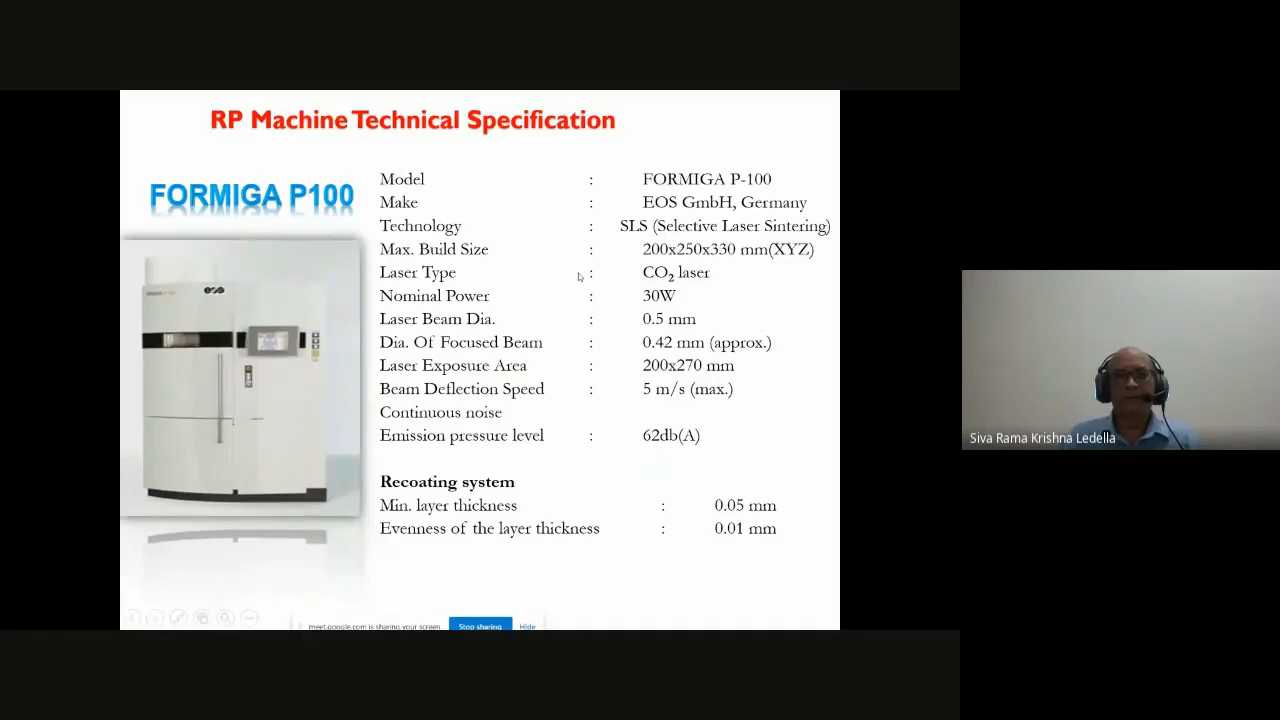 RP Machine Technical Specification
FORMIGA P100
Model : FORMIGA P-100
Make : EOS GmbH, Germany
Technology : SLS (Selective Laser Sintering)
Max. Build Size : 200x250x330 mm(XYZ)
Laser Type : CO₂ laser
Nominal Power : 30W
Laser Beam Dia. : 0.5 mm
Dia. Of Focused Beam : 0.42 mm (approx.)
Laser Exposure Area : 200x270 mm
Beam Deflection Speed : 5 m/s (max.)
Continuous noise
Emission pressure level : 62db(A)
Recoating system
Min. layer thickness : 0.05 mm
Evenness of the layer thickness : 0.01 mm
eos
meet.google.com is sharing your screen. Stop sharing Hide
Siva Rama Krishna Ledella